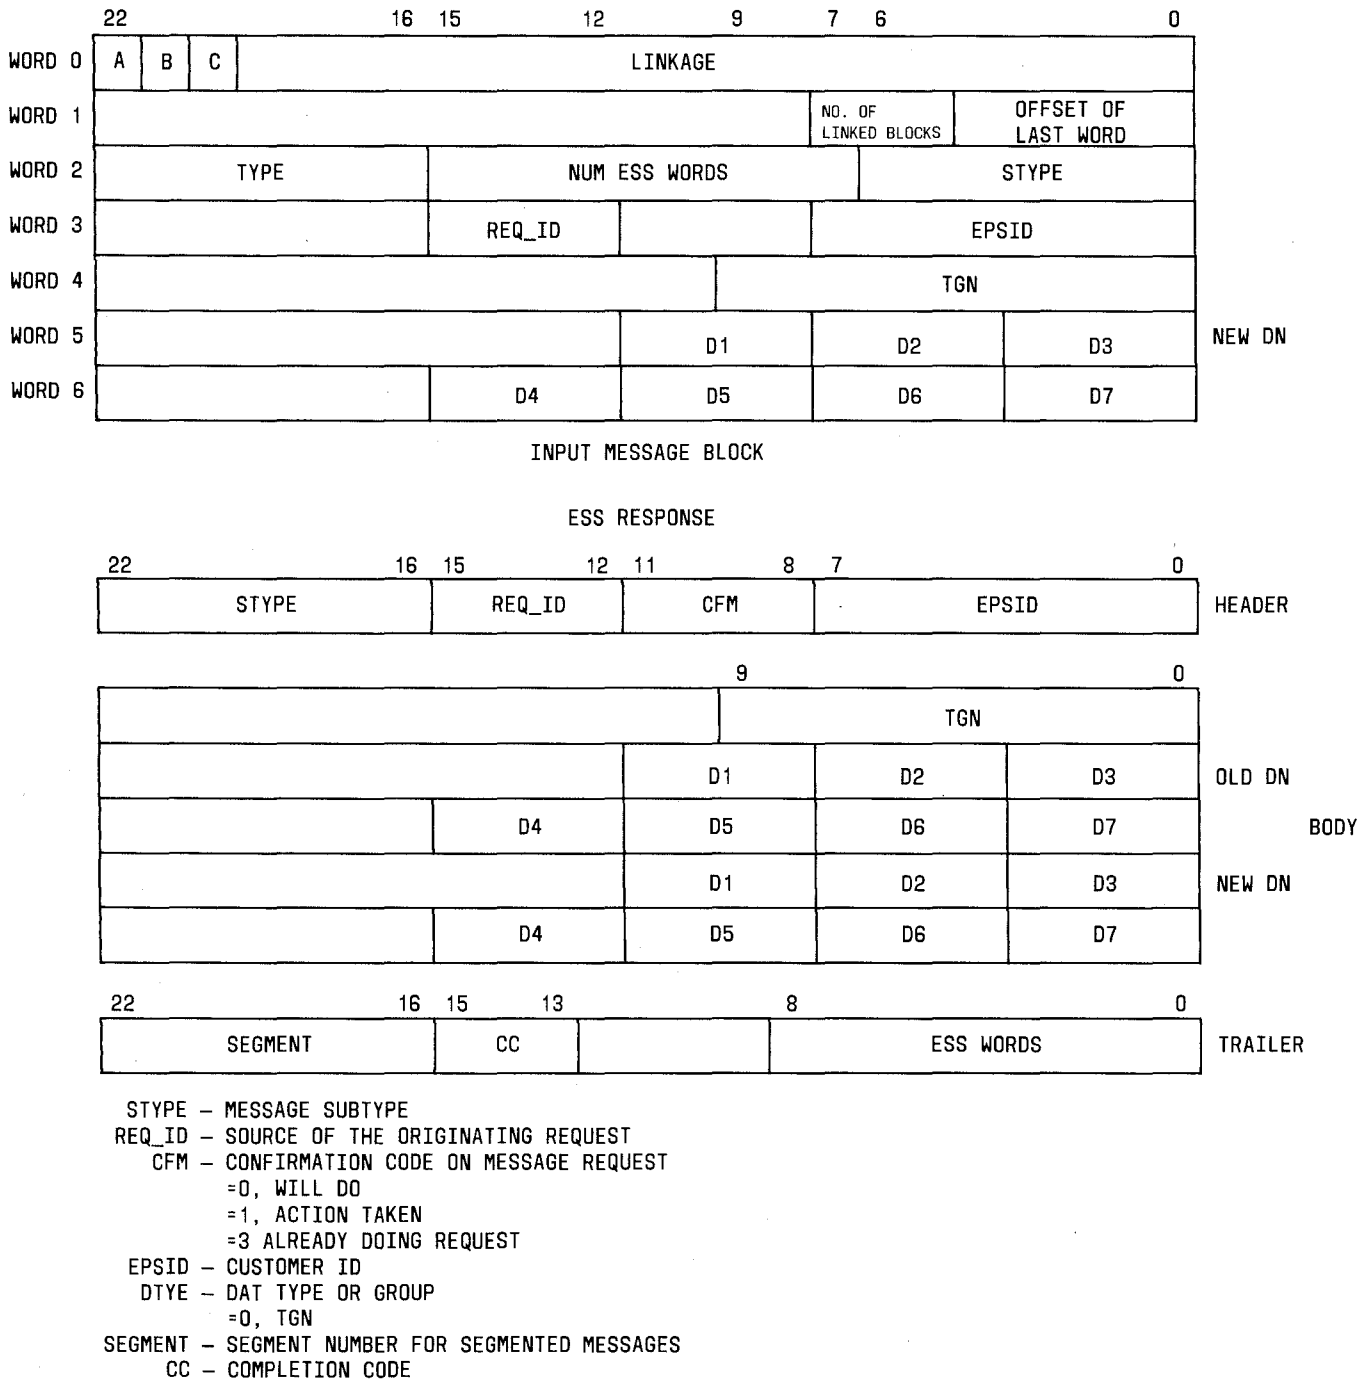 22 16 15 12 9 7 6 0
WORD 0 A B C LINKAGE
WORD 1 NO. OF LINKED BLOCKS OFFSET OF LAST WORD
WORD 2 TYPE NUM ESS WORDS STYPE
WORD 3 REQ_ID EPSID
WORD 4 TGN
WORD 5 D1 D2 D3 NEW DN
WORD 6 D4 D5 D6 D7
INPUT MESSAGE BLOCK
ESS RESPONSE
22 16 15 12 11 8 7 0
STYPE REQ_ID CFM EPSID HEADER
9 0
TGN
D1 D2 D3 OLD DN
D4 D5 D6 D7 BODY
D1 D2 D3 NEW DN
D4 D5 D6 D7
22 16 15 13 8 0
SEGMENT CC ESS WORDS TRAILER
STYPE – MESSAGE SUBTYPE
REQ_ID – SOURCE OF THE ORIGINATING REQUEST
CFM – CONFIRMATION CODE ON MESSAGE REQUEST
=0, WILL DO
=1, ACTION TAKEN
=3 ALREADY DOING REQUEST
EPSID – CUSTOMER ID
DTYE – DAT TYPE OR GROUP
=0, TGN
SEGMENT – SEGMENT NUMBER FOR SEGMENTED MESSAGES
CC – COMPLETION CODE